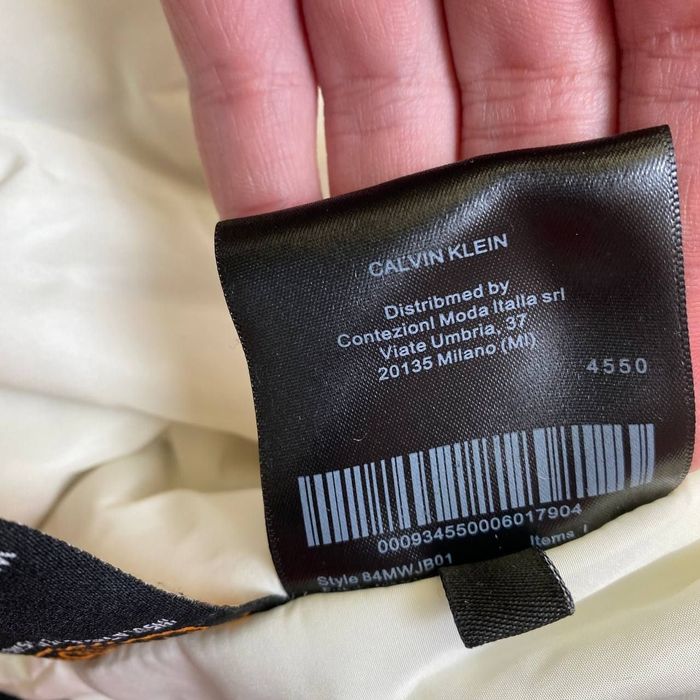 CALVIN KLEIN
Distribmed by
Contezionl Moda Italla srl
Viate Umbria, 37
20135 Milano (MI)
4550
000934550006017904
Items
Style 84MWJB01